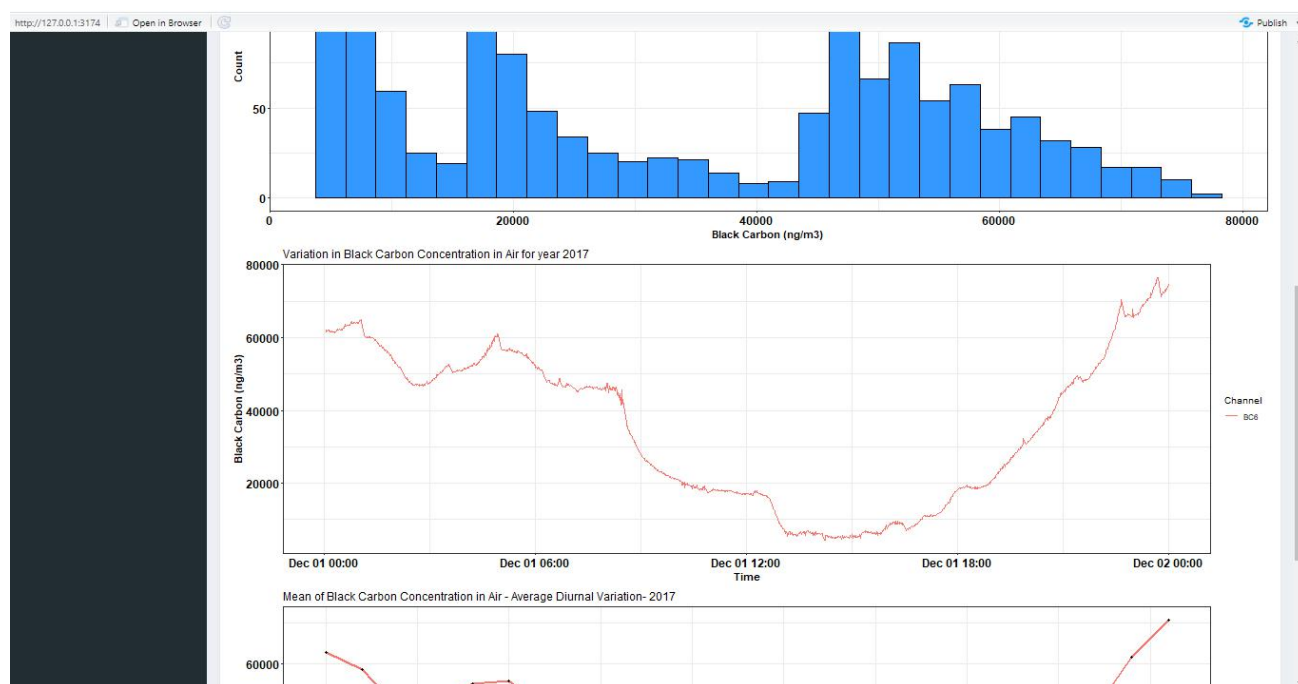 http://127.0.0.1:3174 Open in Browser Publish
Count
50
0
0 20000 40000 60000 80000
Black Carbon (ng/m3)
Variation in Black Carbon Concentration in Air for year 2017
80000
60000
40000
20000
Black Carbon (ng/m3)
Channel
BC6
Dec 01 00:00 Dec 01 06:00 Dec 01 12:00 Dec 01 18:00 Dec 02 00:00
Time
Mean of Black Carbon Concentration in Air - Average Diurnal Variation- 2017
60000